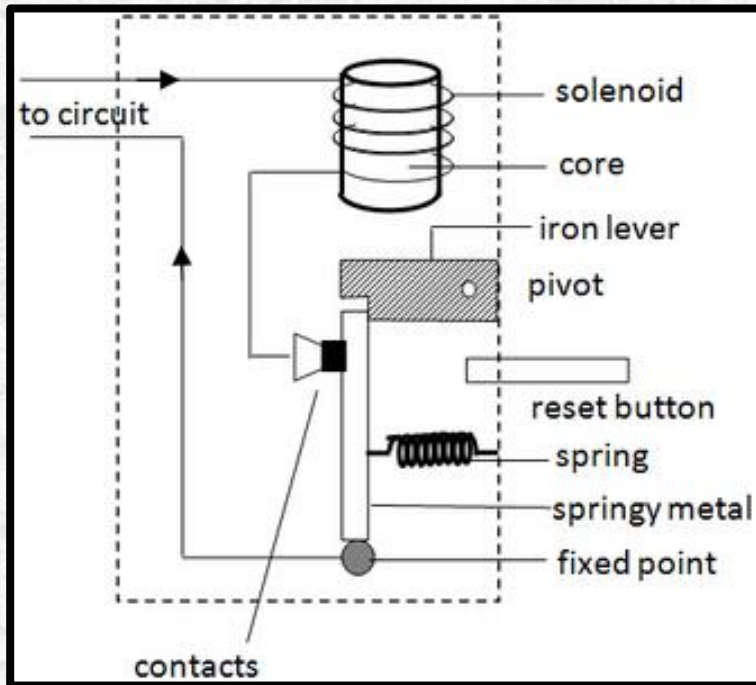 solenoid
to circuit
core
iron lever
pivot
reset button
spring
springy metal
fixed point
contacts